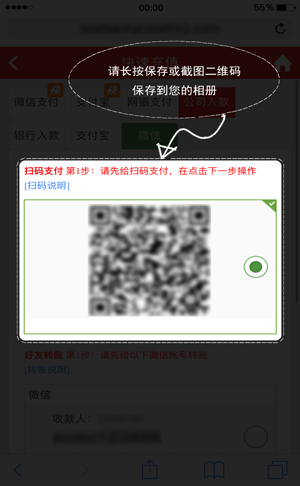 00:00
55%
快速充值
请长按保存或截图二维码
保存到您的相册
微信支付
支付宝
网银支付
公司入款
银行入款
支付宝
微信
扫码支付 第1步：请先给扫码支付，在点击下一步操作
[扫码说明]
好友转账 第1步：请先给以下微信帐号转账
[转账说明]
微信
收款人：